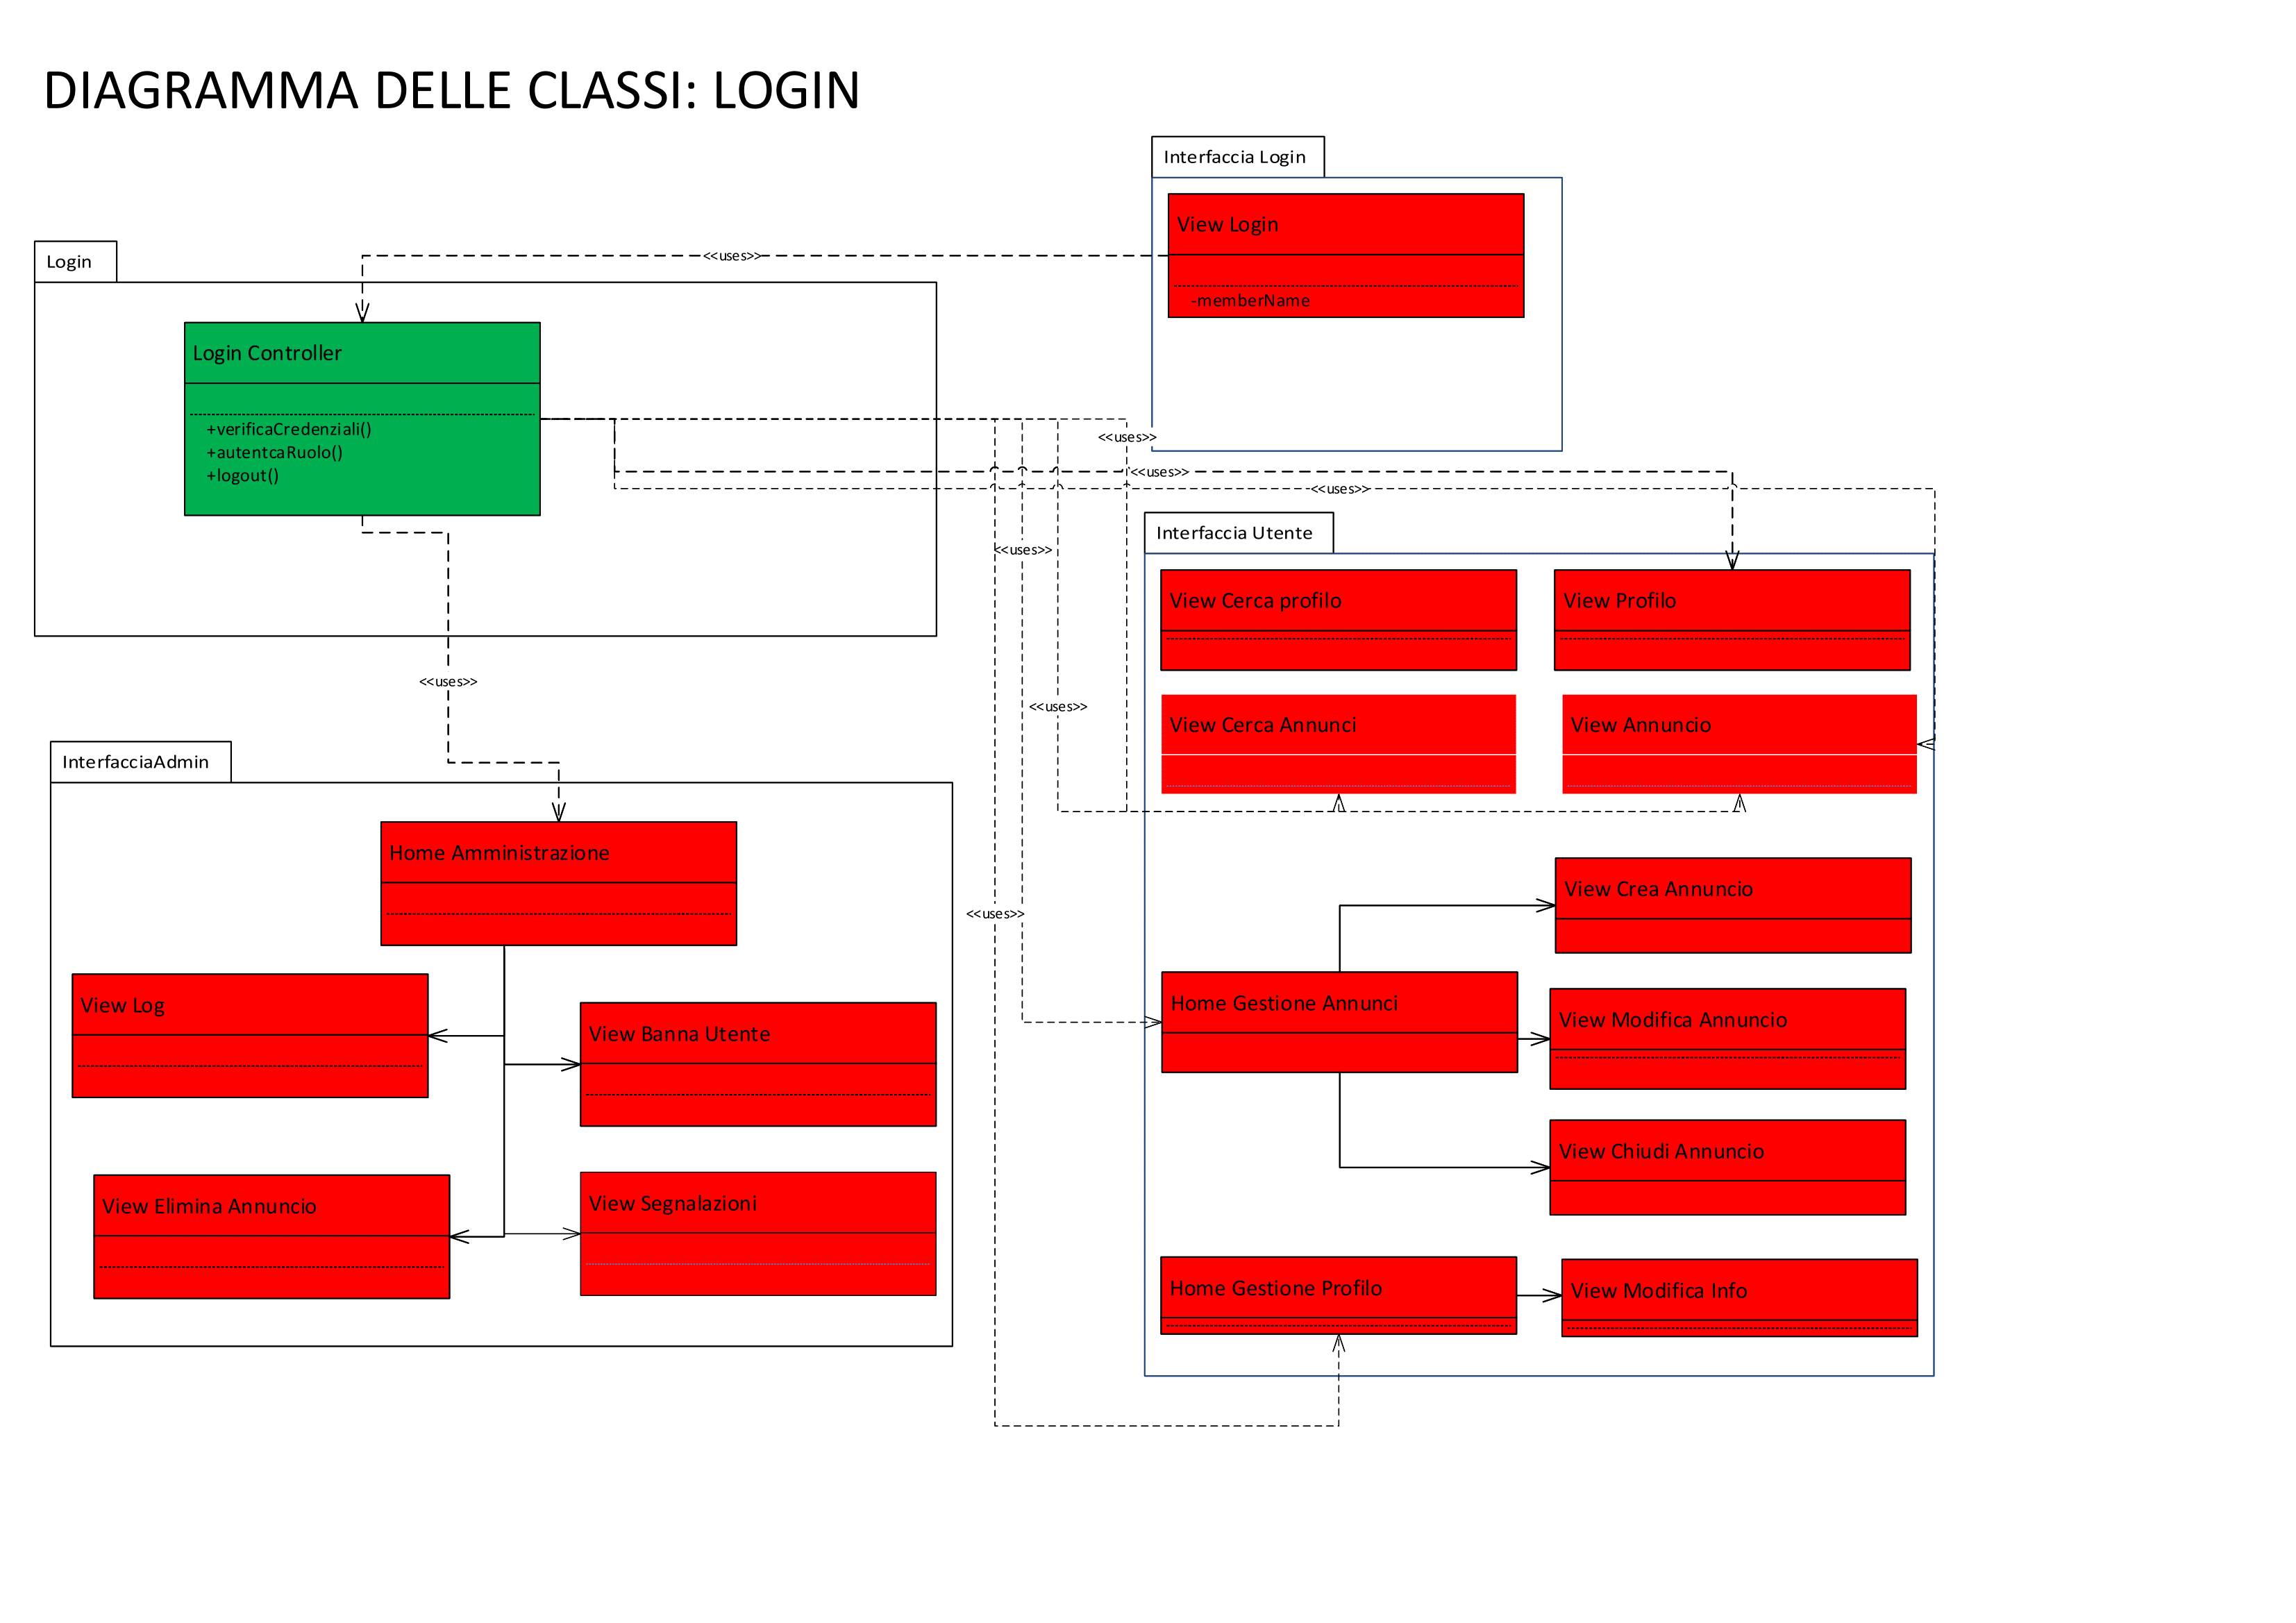 DIAGRAMMA DELLE CLASSI: LOGIN
Interfaccia Login
View Login
-memberName
<<uses>>
Login
Login Controller
+verificaCredenziali()
+autentcaRuolo()
+logout()
<<uses>>
<<uses>>
<<uses>>
<<uses>>
<<uses>>
<<uses>>
<<uses>>
Interfaccia Utente
View Cerca profilo
View Profilo
View Cerca Annunci
View Annuncio
View Crea Annuncio
Home Gestione Annunci
View Modifica Annuncio
View Chiudi Annuncio
Home Gestione Profilo
View Modifica Info
InterfacciaAdmin
Home Amministrazione
View Log
View Banna Utente
View Elimina Annuncio
View Segnalazioni